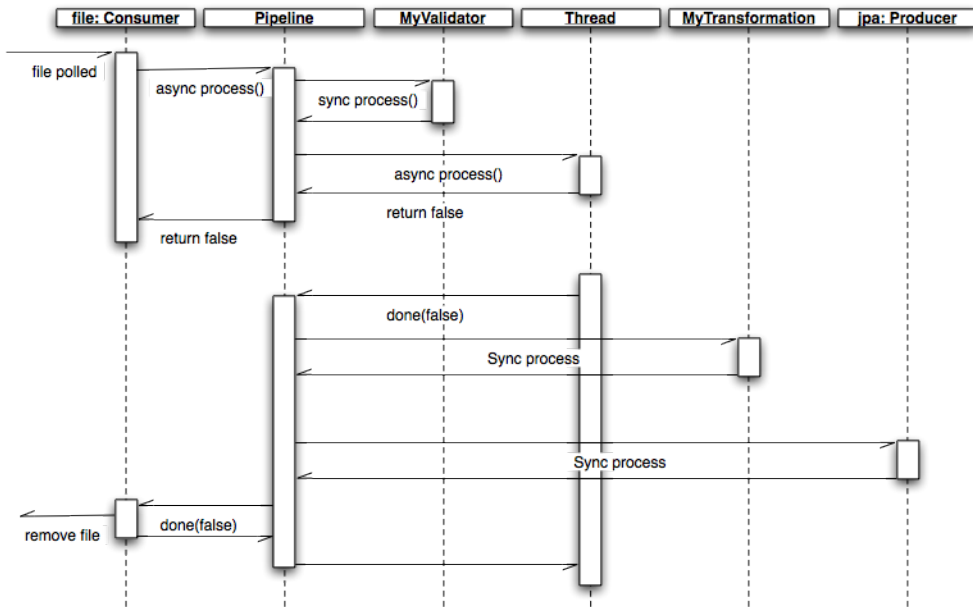 file: Consumer
Pipeline
MyValidator
Thread
MyTransformation
jpa: Producer
file polled
async process()
sync process()
async process()
return false
return false
done(false)
Sync process
Sync process
done(false)
remove file